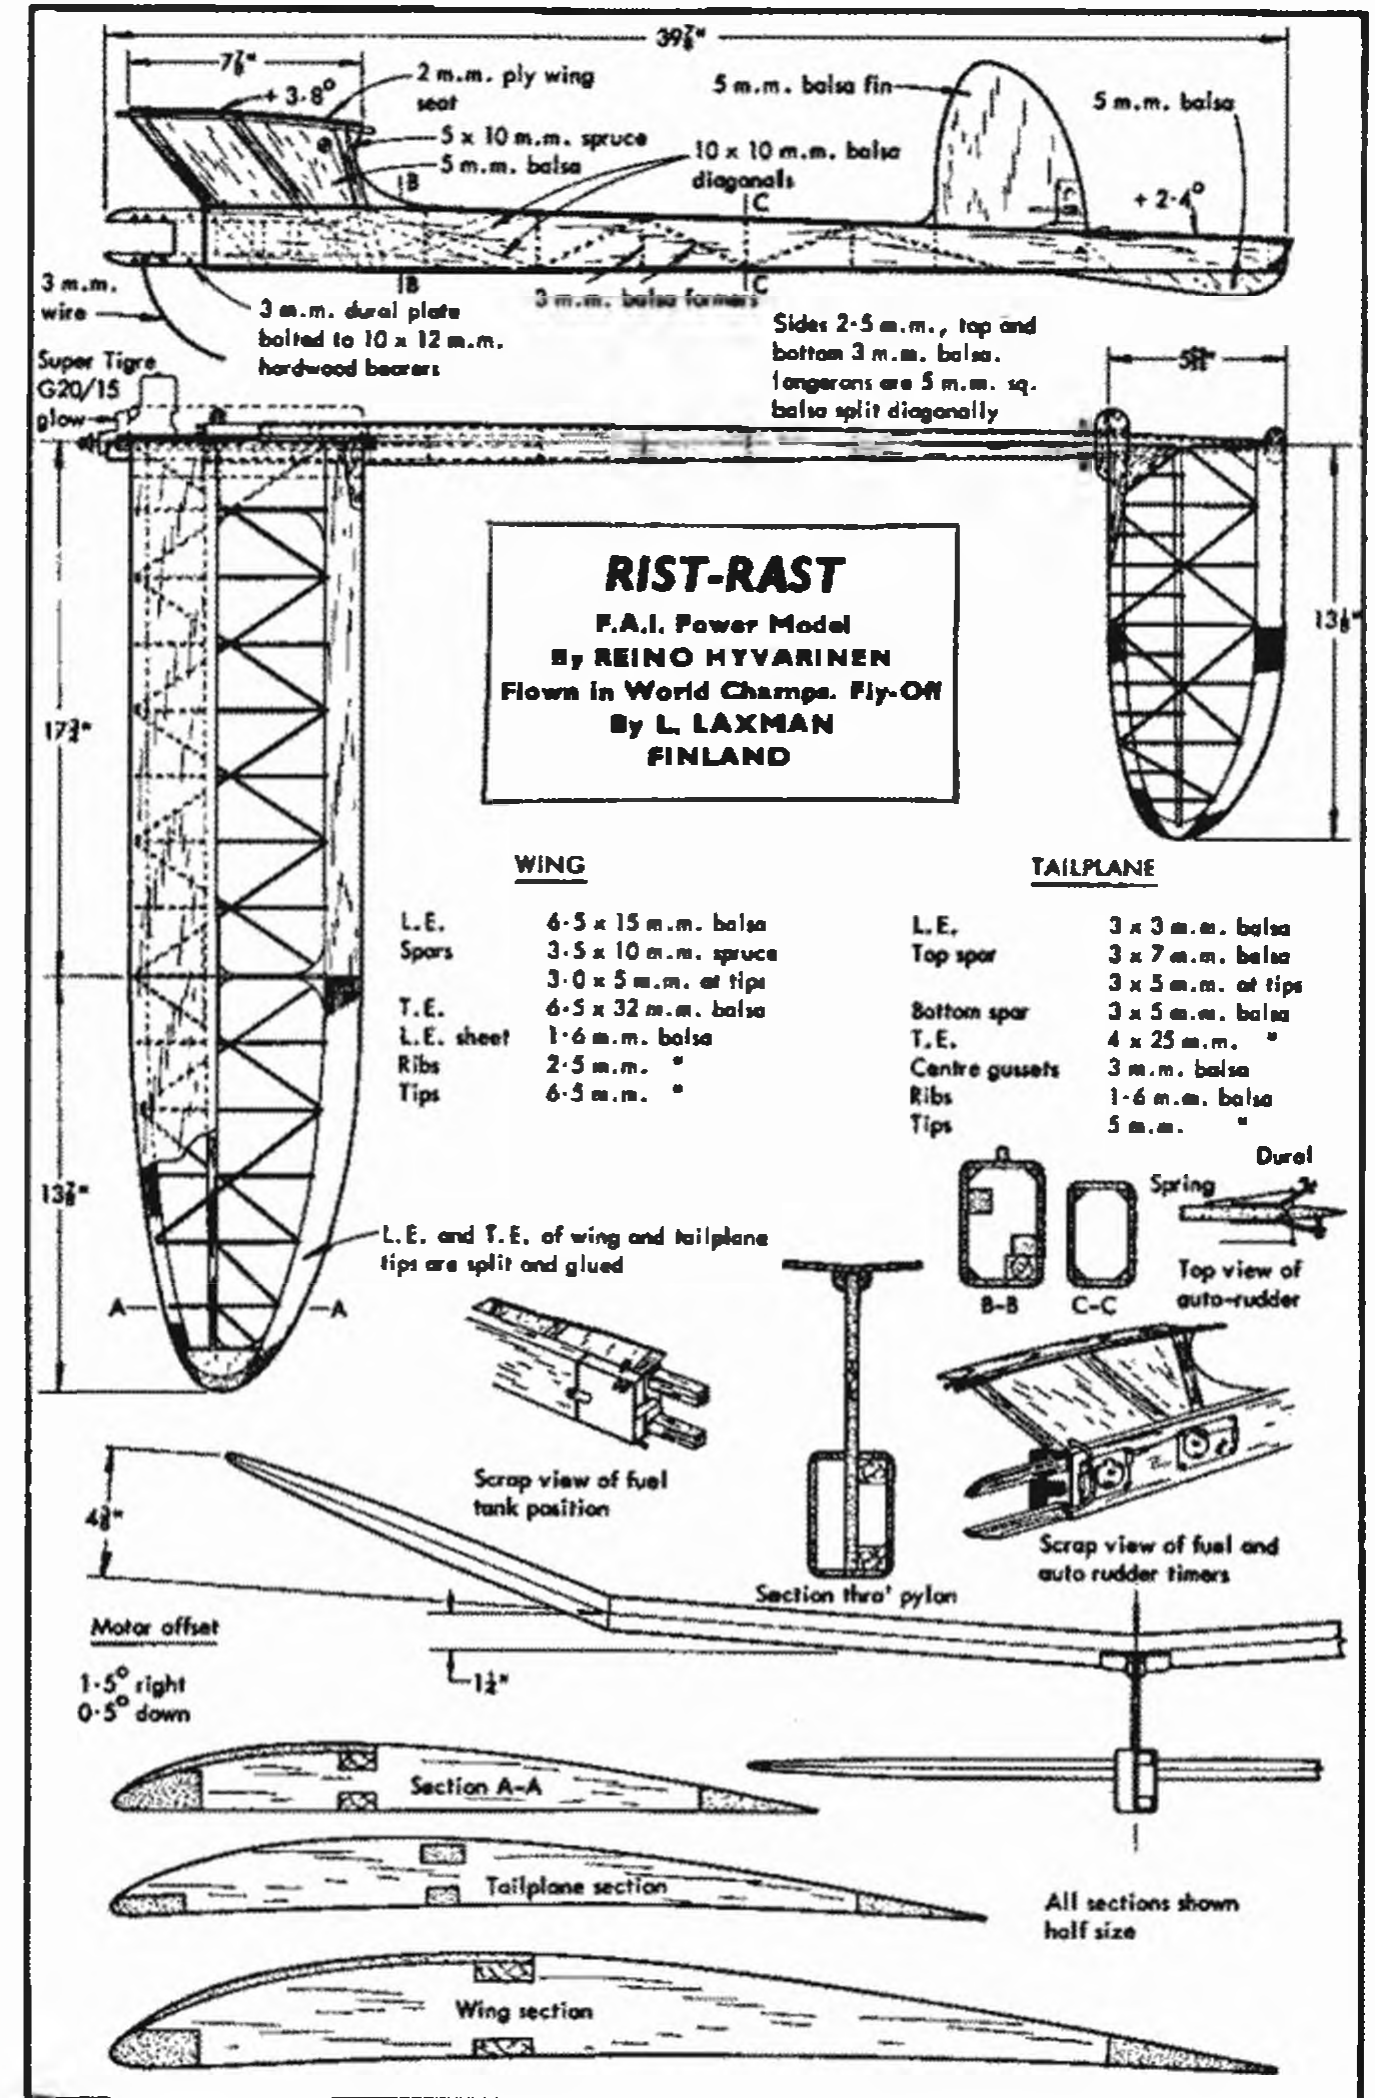 39⅞"
7⅞"
+ 3·8°
2 m.m. ply wing
seat
5 m.m. balsa fin
5 m.m. balsa
5 x 10 m.m. spruce
5 m.m. balsa
10 x 10 m.m. balsa
diagonals
B
C
+ 2·4°
B
C
3 m.m.
wire
3 m.m. dural plate
bolted to 10 x 12 m.m.
hardwood bearers
3 m.m. balsa formers
Sides 2·5 m.m., top and
bottom 3 m.m. balsa.
longerons are 5 m.m. sq.
balsa split diagonally
Super Tigre
G20/15
glow
RIST-RAST
F.A.I. Power Model
By REINO HYVARINEN
Flown in World Champs. Fly-Off
By L. LAXMAN
FINLAND
13⅛"
17¾"
WING
L.E. 6·5 x 15 m.m. balsa
Spars 3·5 x 10 m.m. spruce
3·0 x 5 m.m. at tips
T.E. 6·5 x 32 m.m. balsa
L.E. sheet 1·6 m.m. balsa
Ribs 2·5 m.m. "
Tips 6·5 m.m. "
TAILPLANE
L.E. 3 x 3 m.m. balsa
Top spar 3 x 7 m.m. balsa
3 x 5 m.m. at tips
Bottom spar 3 x 5 m.m. balsa
T.E. 4 x 25 m.m. "
Centre gussets 3 m.m. balsa
Ribs 1·6 m.m. balsa
Tips 5 m.m. "
13⅞"
L.E. and T.E. of wing and tailplane
tips are split and glued
A
A
B-B
C-C
Dural
Spring
Top view of
auto-rudder
Scrap view of fuel
tank position
Section thro' pylon
Scrap view of fuel and
auto rudder timers
4⅜"
1¼"
Motor offset
1·5° right
0·5° down
Section A-A
Tailplane section
Wing section
All sections shown
half size